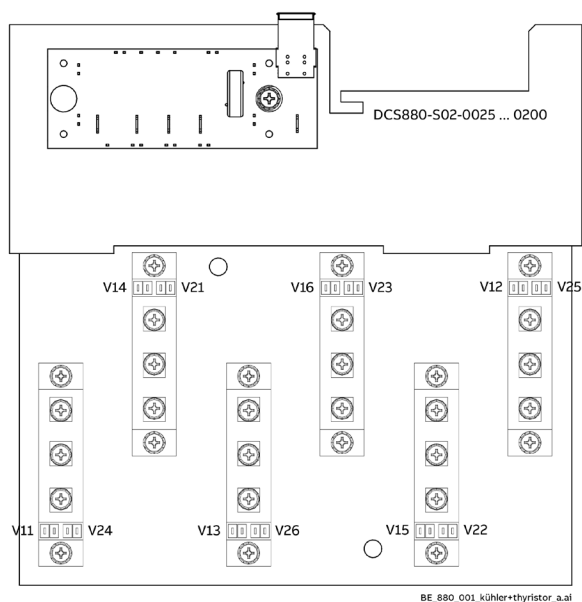 DCS880-S02-0025 ... 0200
V14 V21 V16 V23 V12 V25
V11 V24 V13 V26 V15 V22
BE_880_001_kühler+thyristor_a.ai